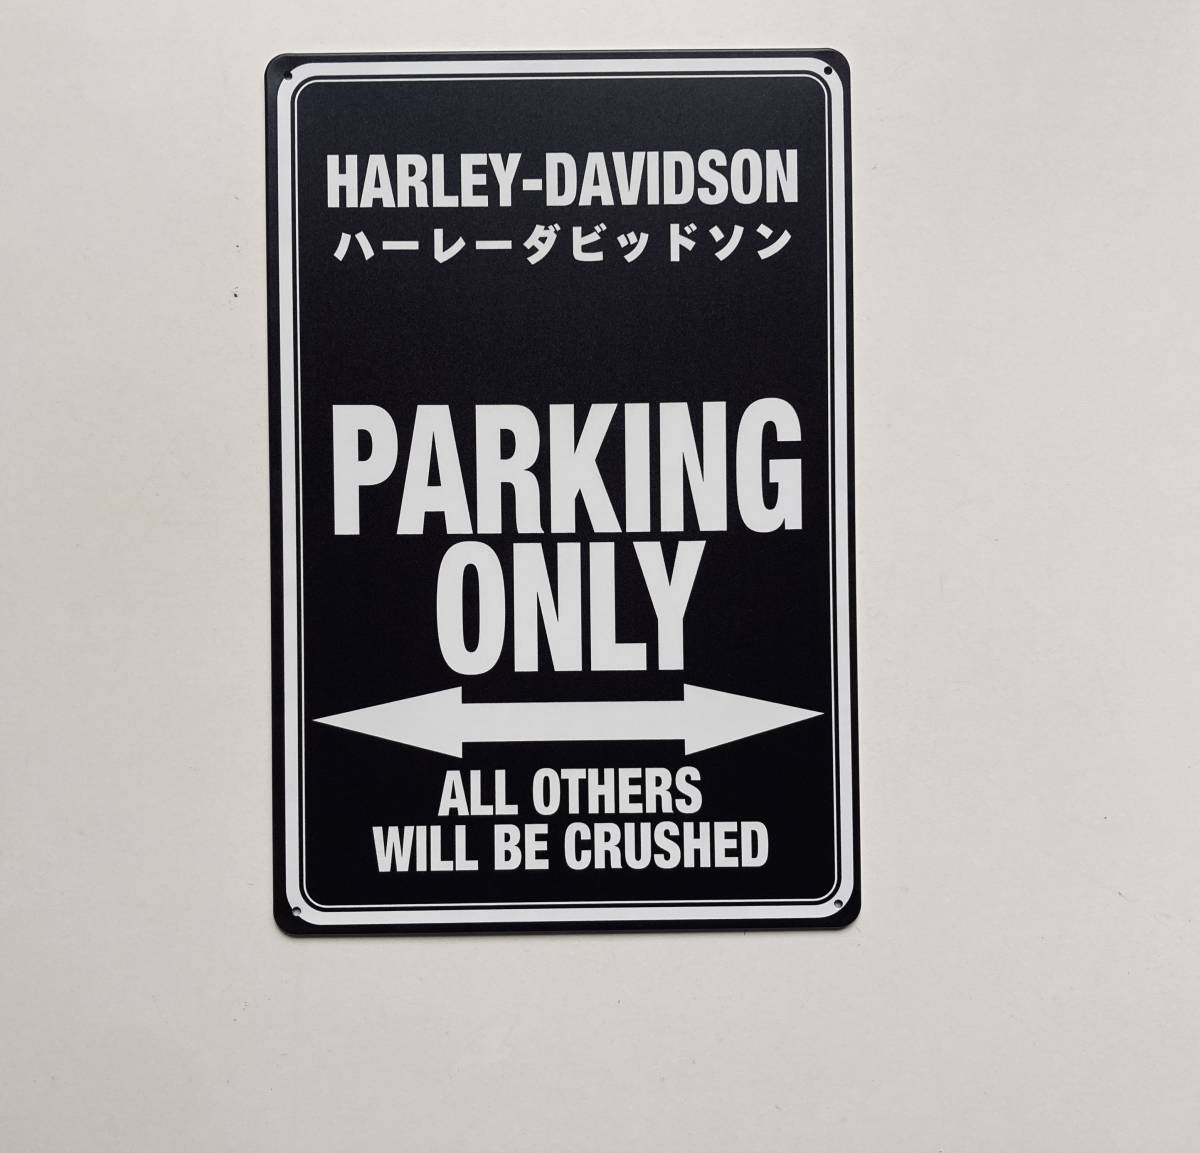 HARLEY-DAVIDSON
ハーレーダビッドソン
PARKING
ONLY
ALL OTHERS
WILL BE CRUSHED